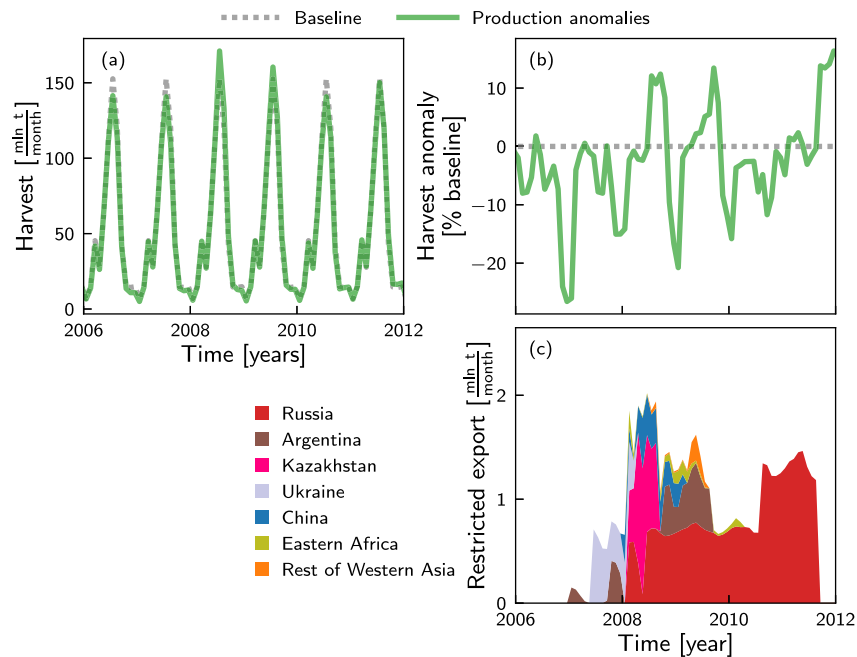 Baseline Production anomalies
(a)
Harvest [mln t/month]
150
100
50
0
2006 2008 2010 2012
Time [years]
(b)
Harvest anomaly
[% baseline]
10
0
−10
−20
(c)
Restricted export [mln t/month]
2
1
0
2006 2008 2010 2012
Time [year]
Russia
Argentina
Kazakhstan
Ukraine
China
Eastern Africa
Rest of Western Asia